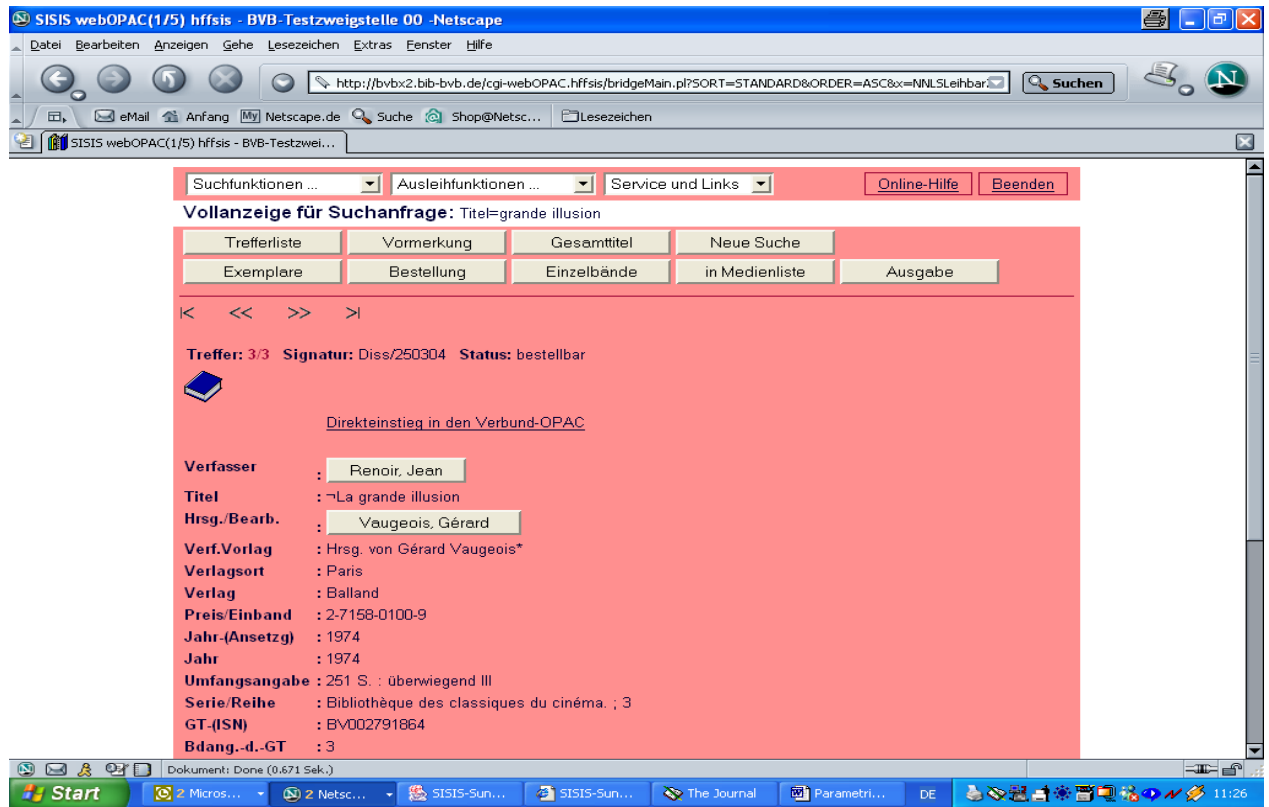 SISIS webOPAC(1/5) hffsis - BVB-Testzweigstelle 00 -Netscape
Datei Bearbeiten Anzeigen Gehe Lesezeichen Extras Fenster Hilfe
http://bvbx2.bib-bvb.de/cgi-webOPAC.hffsis/bridgeMain.pl?SORT=STANDARD&ORDER=ASC&x=NNLSLeihbar Suchen N
eMail Anfang My Netscape.de Suche Shop@Netsc... Lesezeichen
SISIS webOPAC(1/5) hffsis - BVB-Testzwei...
Suchfunktionen ... Ausleihfunktionen ... Service und Links Online-Hilfe Beenden
Vollanzeige für Suchanfrage: Titel=grande illusion
Trefferliste Vormerkung Gesamttitel Neue Suche
Exemplare Bestellung Einzelbände in Medienliste Ausgabe
|< << >> >|
Treffer: 3/3 Signatur: Diss/250304 Status: bestellbar
Direkteinstieg in den Verbund-OPAC
Verfasser : Renoir, Jean
Titel : ¬La grande illusion
Hrsg./Bearb. : Vaugeois, Gérard
Verf.Vorlag : Hrsg. von Gérard Vaugeois*
Verlagsort : Paris
Verlag : Balland
Preis/Einband : 2-7158-0100-9
Jahr-(Ansetzg) : 1974
Jahr : 1974
Umfangsangabe : 251 S. : überwiegend Ill
Serie/Reihe : Bibliothèque des classiques du cinéma. ; 3
GT-(ISN) : BV002791864
Bdang.-d.-GT : 3
Dokument: Done (0.671 Sek.)
Start 2 Micros... 2 Netsc... SISIS-Sun... SISIS-Sun... The Journal Parametri... DE 11:26